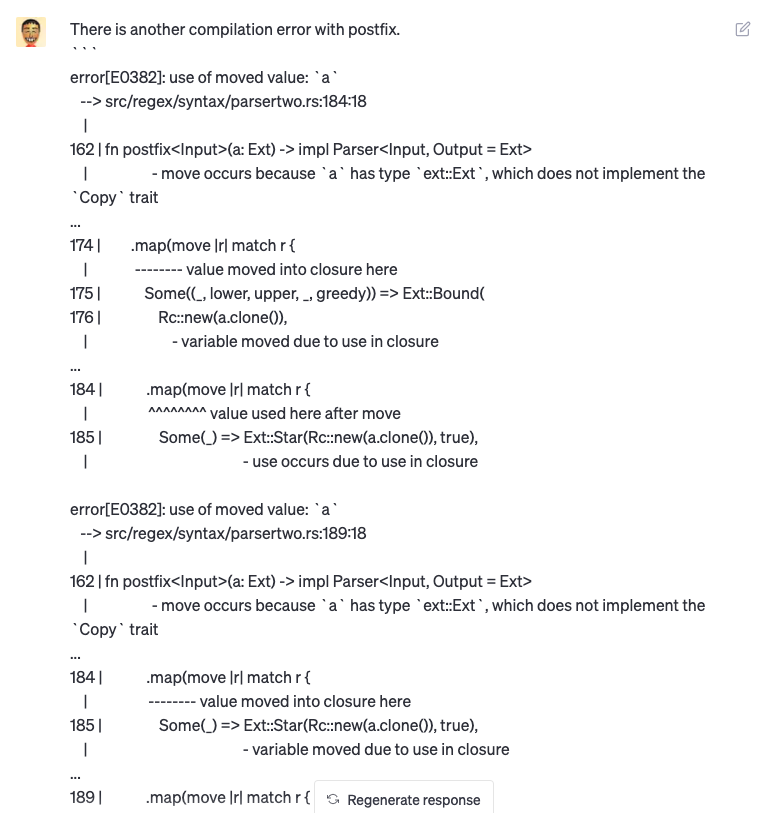 There is another compilation error with postfix.
```
error[E0382]: use of moved value: `a`
--> src/regex/syntax/parsertwo.rs:184:18
|
162 | fn postfix<Input>(a: Ext) -> impl Parser<Input, Output = Ext>
| - move occurs because `a` has type `ext::Ext`, which does not implement the
`Copy` trait
...
174 | .map(move |r| match r {
| -------- value moved into closure here
175 | Some((_, lower, upper, _, greedy)) => Ext::Bound(
176 | Rc::new(a.clone()),
| - variable moved due to use in closure
...
184 | .map(move |r| match r {
| ^^^^^^^^ value used here after move
185 | Some(_) => Ext::Star(Rc::new(a.clone()), true),
| - use occurs due to use in closure
error[E0382]: use of moved value: `a`
--> src/regex/syntax/parsertwo.rs:189:18
|
162 | fn postfix<Input>(a: Ext) -> impl Parser<Input, Output = Ext>
| - move occurs because `a` has type `ext::Ext`, which does not implement the
`Copy` trait
...
184 | .map(move |r| match r {
| -------- value moved into closure here
185 | Some(_) => Ext::Star(Rc::new(a.clone()), true),
| - variable moved due to use in closure
...
189 | .map(move |r| match r {
Regenerate response